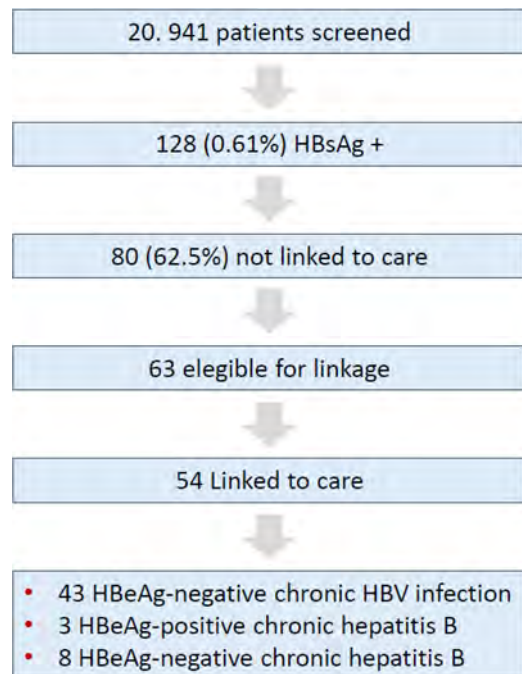 20. 941 patients screened
128 (0.61%) HBsAg +
80 (62.5%) not linked to care
63 elegible for linkage
54 Linked to care
• 43 HBeAg-negative chronic HBV infection
• 3 HBeAg-positive chronic hepatitis B
• 8 HBeAg-negative chronic hepatitis B